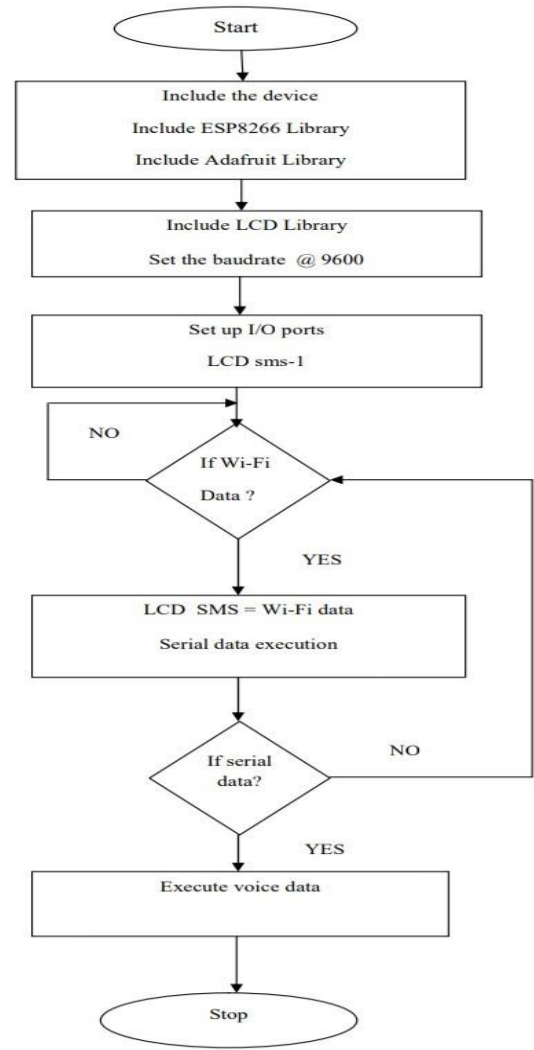 Start
Include the device
Include ESP8266 Library
Include Adafruit Library
Include LCD Library
Set the baudrate @ 9600
Set up I/O ports
LCD sms-1
NO
If Wi-Fi
Data ?
YES
LCD SMS = Wi-Fi data
Serial data execution
If serial
data?
NO
YES
Execute voice data
Stop